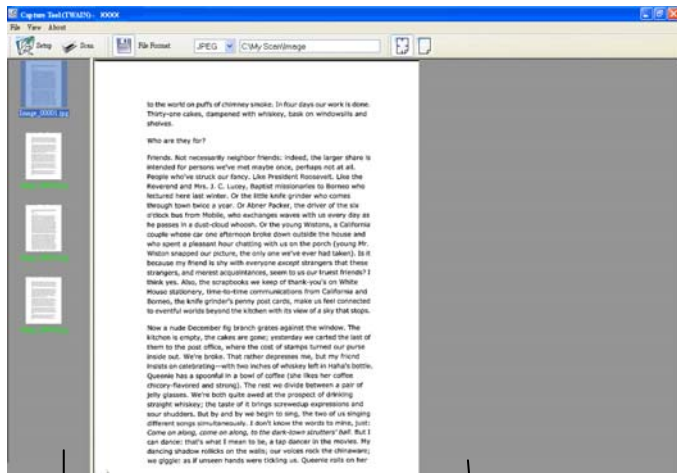 Capture Tool (TWAIN) - XXXX
File View About
Setup Scan File Format JPEG C:\My Scan\Image
Image_00001.jpg
to the world on puffs of chimney smoke. In four days our work is done.
Thirty-one cakes, dampened with whiskey, bask on windowsills and
shelves.
Who are they for?
Friends. Not necessarily neighbor friends: indeed, the larger share is
intended for persons we've met maybe once, perhaps not at all.
People who've struck our fancy. Like President Roosevelt. Like the
Reverend and Mrs. J. C. Lucey, Baptist missionaries to Borneo who
lectured here last winter. Or the little knife grinder who comes
through town twice a year. Or Abner Packer, the driver of the six
o'clock bus from Mobile, who exchanges waves with us every day as
he passes in a dust-cloud whoosh. Or the young Wistons, a California
couple whose car one afternoon broke down outside the house and
who spent a pleasant hour chatting with us on the porch (young Mr.
Wiston snapped our picture, the only one we've ever had taken). Is it
because my friend is shy with everyone except strangers that these
strangers, and merest acquaintances, seem to us our truest friends? I
think yes. Also, the scrapbooks we keep of thank-you's on White
House stationery, time-to-time communications from California and
Borneo, the knife grinder's penny post cards, make us feel connected
to eventful worlds beyond the kitchen with its view of a sky that stops.
Now a nude December fig branch grates against the window. The
kitchen is empty, the cakes are gone; yesterday we carted the last of
them to the post office, where the cost of stamps turned our purse
inside out. We're broke. That rather depresses me, but my friend
insists on celebrating—with two inches of whiskey left in Haha's bottle.
Queenie has a spoonful in a bowl of coffee (she likes her coffee
chicory-flavored and strong). The rest we divide between a pair of
jelly glasses. We're both quite awed at the prospect of drinking
straight whiskey; the taste of it brings screwedup expressions and
sour shudders. But by and by we begin to sing, the two of us singing
different songs simultaneously. I don't know the words to mine, just:
Come on along, come on along, to the dark-town strutters' ball. But I
can dance: that's what I mean to be, a tap dancer in the movies. My
dancing shadow rollicks on the walls; our voices rock the chinaware;
we giggle: as if unseen hands were tickling us. Queenie rolls on her